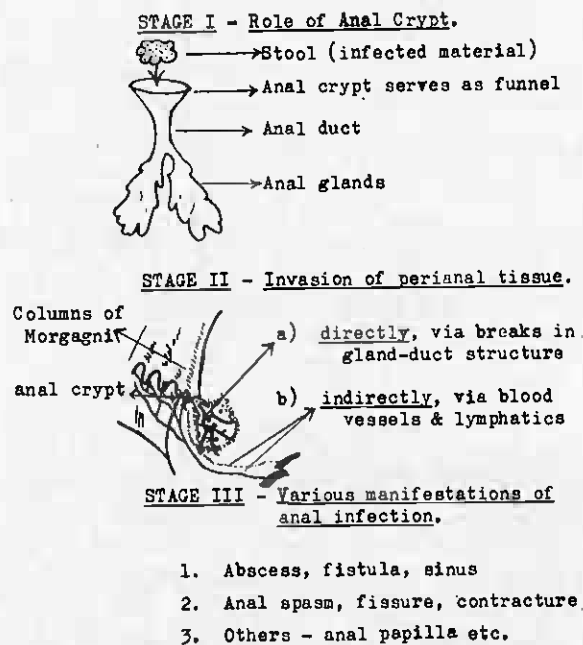 STAGE I - Role of Anal Crypt.
Stool (infected material)
Anal crypt serves as funnel
Anal duct
Anal glands
STAGE II - Invasion of perianal tissue.
Columns of
Morgagni
anal crypt
a) directly, via breaks in
gland-duct structure
b) indirectly, via blood
vessels & lymphatics
STAGE III - Various manifestations of
anal infection.
1. Abscess, fistula, sinus
2. Anal spasm, fissure, contracture
3. Others - anal papilla etc.